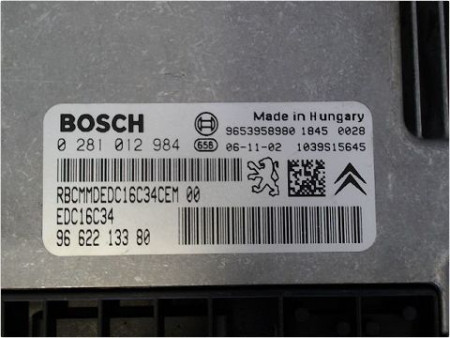 BOSCH
Made in Hungary
9653958980 1845 0028
0 281 012 984 65B 06-11-02 1039S15645
RBCMMDEDC16C34CEM 00
EDC16C34
96 622 133 80